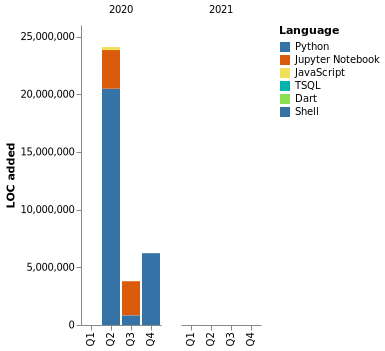 2020
2021
LOC added
25,000,000
20,000,000
15,000,000
10,000,000
5,000,000
0
Q1
Q2
Q3
Q4
Q1
Q2
Q3
Q4
Language
Python
Jupyter Notebook
JavaScript
TSQL
Dart
Shell